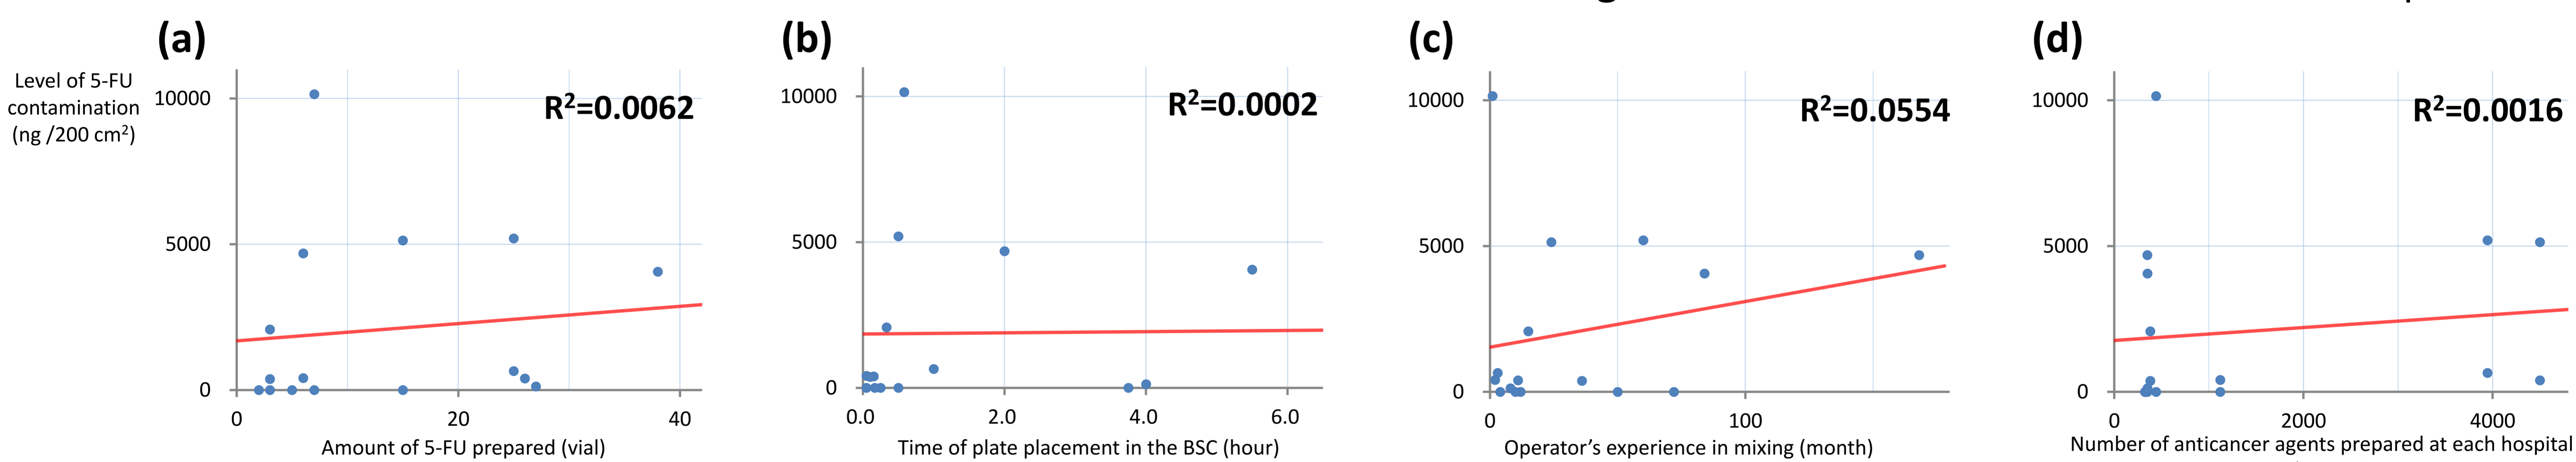 (a)
Level of 5-FU
contamination
(ng /200 cm²)
10000
5000
0
R²=0.0062
0
20
40
Amount of 5-FU prepared (vial)
(b)
10000
5000
0
R²=0.0002
0.0
2.0
4.0
6.0
Time of plate placement in the BSC (hour)
(c)
10000
5000
0
R²=0.0554
0
100
Operator’s experience in mixing (month)
(d)
10000
5000
0
R²=0.0016
0
2000
4000
Number of anticancer agents prepared at each hospital